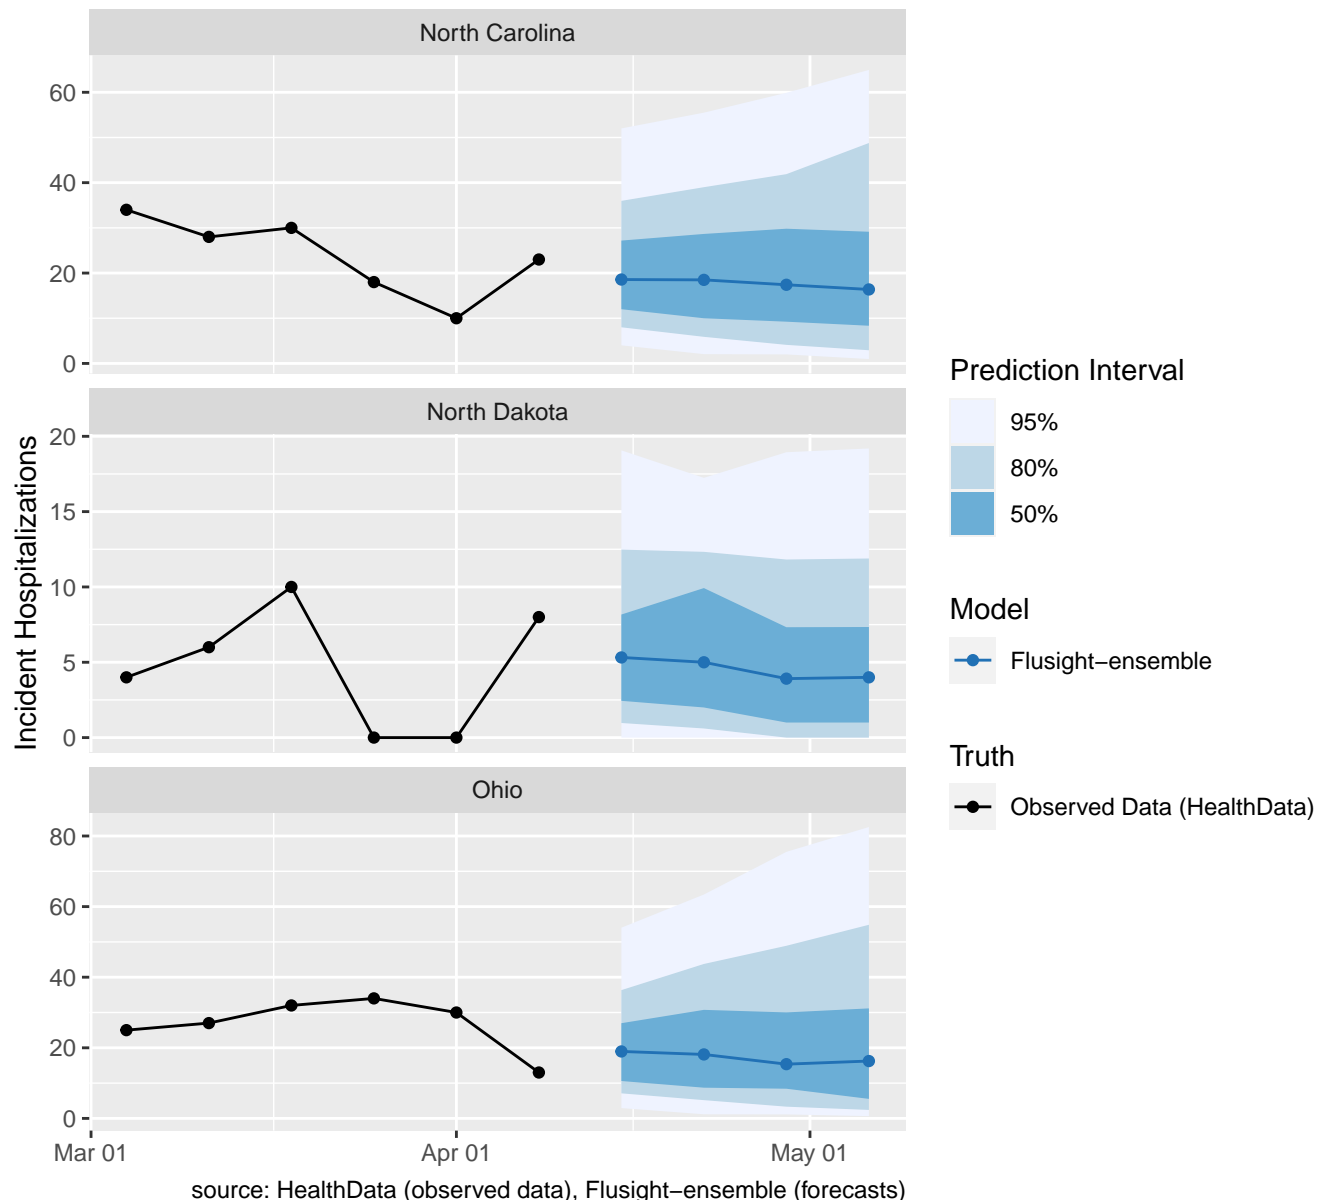 North Carolina
60
40
20
0
North Dakota
20
15
10
5
0
Ohio
80
60
40
20
0
Mar 01 Apr 01 May 01
Incident Hospitalizations
source: HealthData (observed data), Flusight−ensemble (forecasts)
Prediction Interval
95%
80%
50%
Model
Flusight−ensemble
Truth
Observed Data (HealthData)